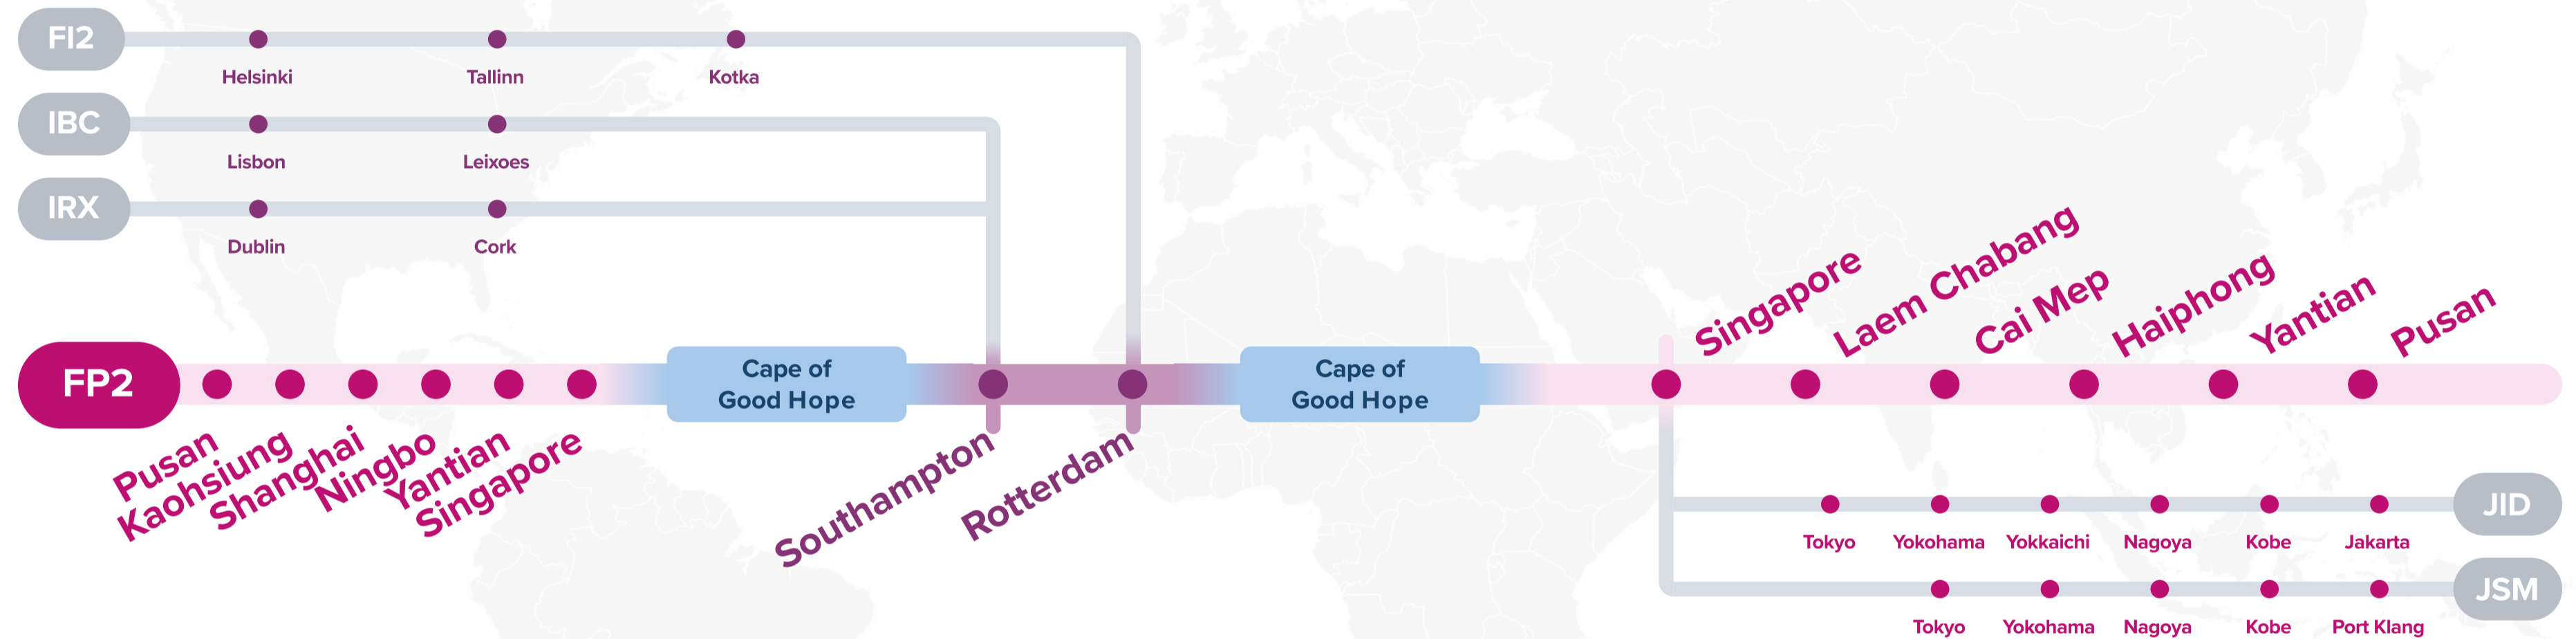 FI2
Helsinki
Tallinn
Kotka
IBC
Lisbon
Leixoes
IRX
Dublin
Cork
FP2
Pusan
Kaohsiung
Shanghai
Ningbo
Yantian
Singapore
Cape of
Good Hope
Southampton
Rotterdam
Cape of
Good Hope
Singapore
Laem Chabang
Cai Mep
Haiphong
Yantian
Pusan
Tokyo
Yokohama
Yokkaichi
Nagoya
Kobe
Jakarta
JID
Tokyo
Yokohama
Nagoya
Kobe
Port Klang
JSM